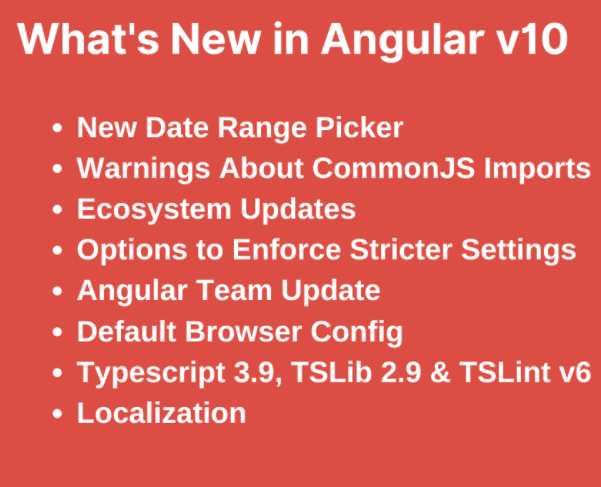 What's New in Angular v10
• New Date Range Picker
• Warnings About CommonJS Imports
• Ecosystem Updates
• Options to Enforce Stricter Settings
• Angular Team Update
• Default Browser Config
• Typescript 3.9, TSLib 2.9 & TSLint v6
• Localization